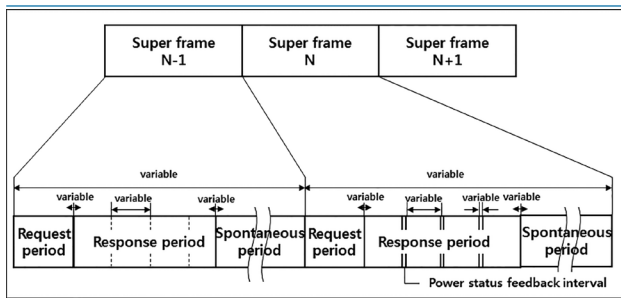 Super frame N-1
Super frame N
Super frame N+1
variable
variable
variable
variable
variable
variable
variable
variable
variable
Request period
Response period
Spontaneous period
Request period
Response period
Spontaneous period
Power status feedback interval